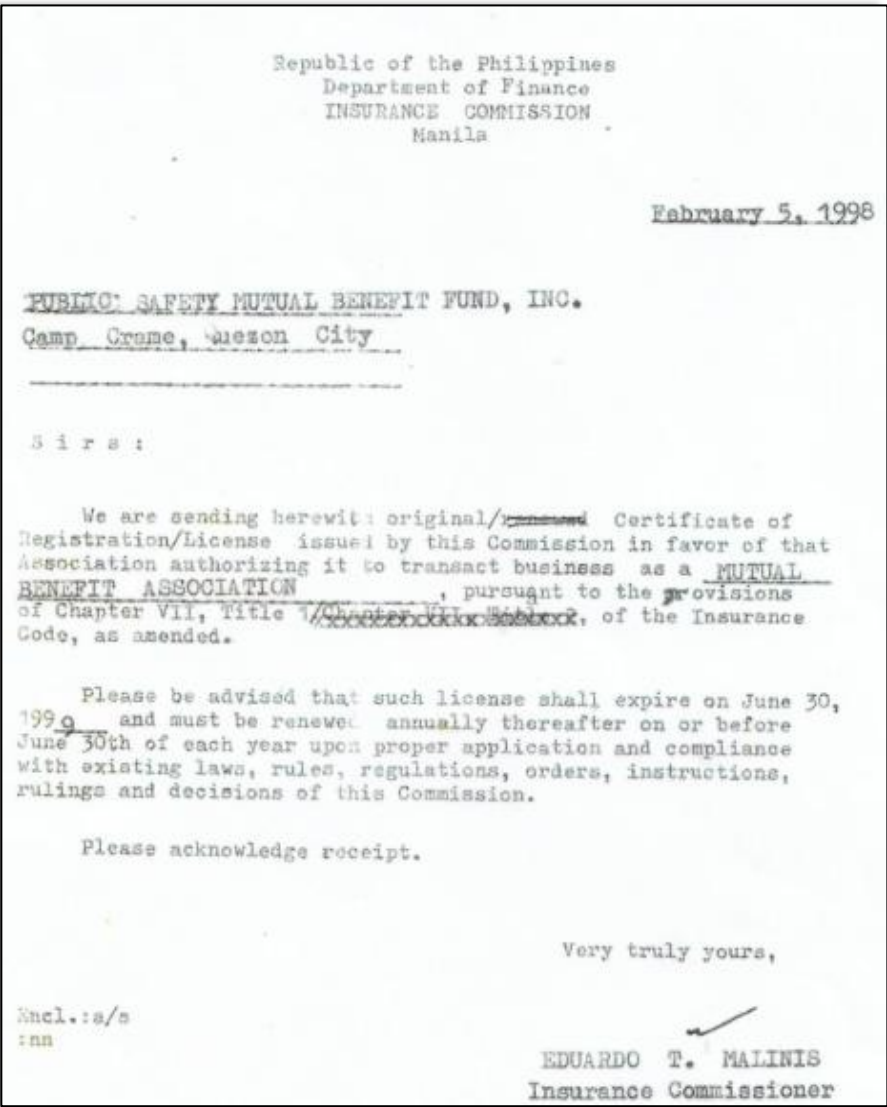 Republic of the Philippines
Department of Finance
INSURANCE COMMISSION
Manila
February 5, 1998
PUBLIC SAFETY MUTUAL BENEFIT FUND, INC.
Camp Crame, Quezon City
S i r s :
We are sending herewith original/renewed Certificate of
Registration/License issued by this Commission in favor of that
Association authorizing it to transact business as a MUTUAL
BENEFIT ASSOCIATION , pursuant to the provisions
of Chapter VII, Title 1/Chapter VII, Title 2, of the Insurance
Code, as amended.
Please be advised that such license shall expire on June 30,
1999 and must be renewed annually thereafter on or before
June 30th of each year upon proper application and compliance
with existing laws, rules, regulations, orders, instructions,
rulings and decisions of this Commission.
Please acknowledge receipt.
Very truly yours,
Encl.:a/s
:nn
EDUARDO T. MALINIS
Insurance Commissioner